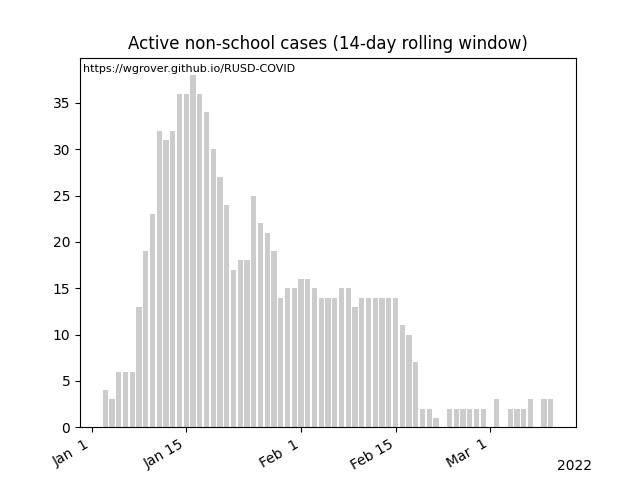 Active non-school cases (14-day rolling window)
https://wgrover.github.io/RUSD-COVID
35
30
25
20
15
10
5
0
Jan 1
Jan 15
Feb 1
Feb 15
Mar 1
2022